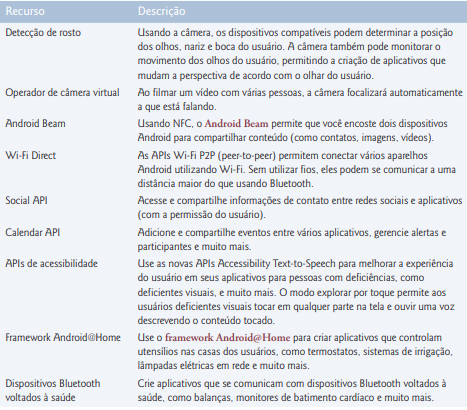 Recurso Descrição
Detecção de rosto Usando a câmera, os dispositivos compatíveis podem determinar a posição
dos olhos, nariz e boca do usuário. A câmera também pode monitorar o
movimento dos olhos do usuário, permitindo a criação de aplicativos que
mudam a perspectiva de acordo com o olhar do usuário.
Operador de câmera virtual Ao filmar um vídeo com várias pessoas, a câmera focalizará automaticamente
a que está falando.
Android Beam Usando NFC, o Android Beam permite que você encoste dois dispositivos
Android para compartilhar conteúdo (como contatos, imagens, vídeos).
Wi-Fi Direct As APIs Wi-Fi P2P (peer-to-peer) permitem conectar vários aparelhos
Android utilizando Wi-Fi. Sem utilizar fios, eles podem se comunicar a uma
distância maior do que usando Bluetooth.
Social API Acesse e compartilhe informações de contato entre redes sociais e aplicativos
(com a permissão do usuário).
Calendar API Adicione e compartilhe eventos entre vários aplicativos, gerencie alertas e
participantes e muito mais.
APIs de acessibilidade Use as novas APIs Accessibility Text-to-Speech para melhorar a experiência
do usuário em seus aplicativos para pessoas com deficiências, como
deficientes visuais, e muito mais. O modo explorar por toque permite aos
usuários deficientes visuais tocar em qualquer parte na tela e ouvir uma voz
descrevendo o conteúdo tocado.
Framework Android@Home Use o framework Android@Home para criar aplicativos que controlam
utensílios nas casas dos usuários, como termostatos, sistemas de irrigação,
lâmpadas elétricas em rede e muito mais.
Dispositivos Bluetooth Crie aplicativos que se comunicam com dispositivos Bluetooth voltados à
voltados à saúde saúde, como balanças, monitores de batimento cardíaco e muito mais.